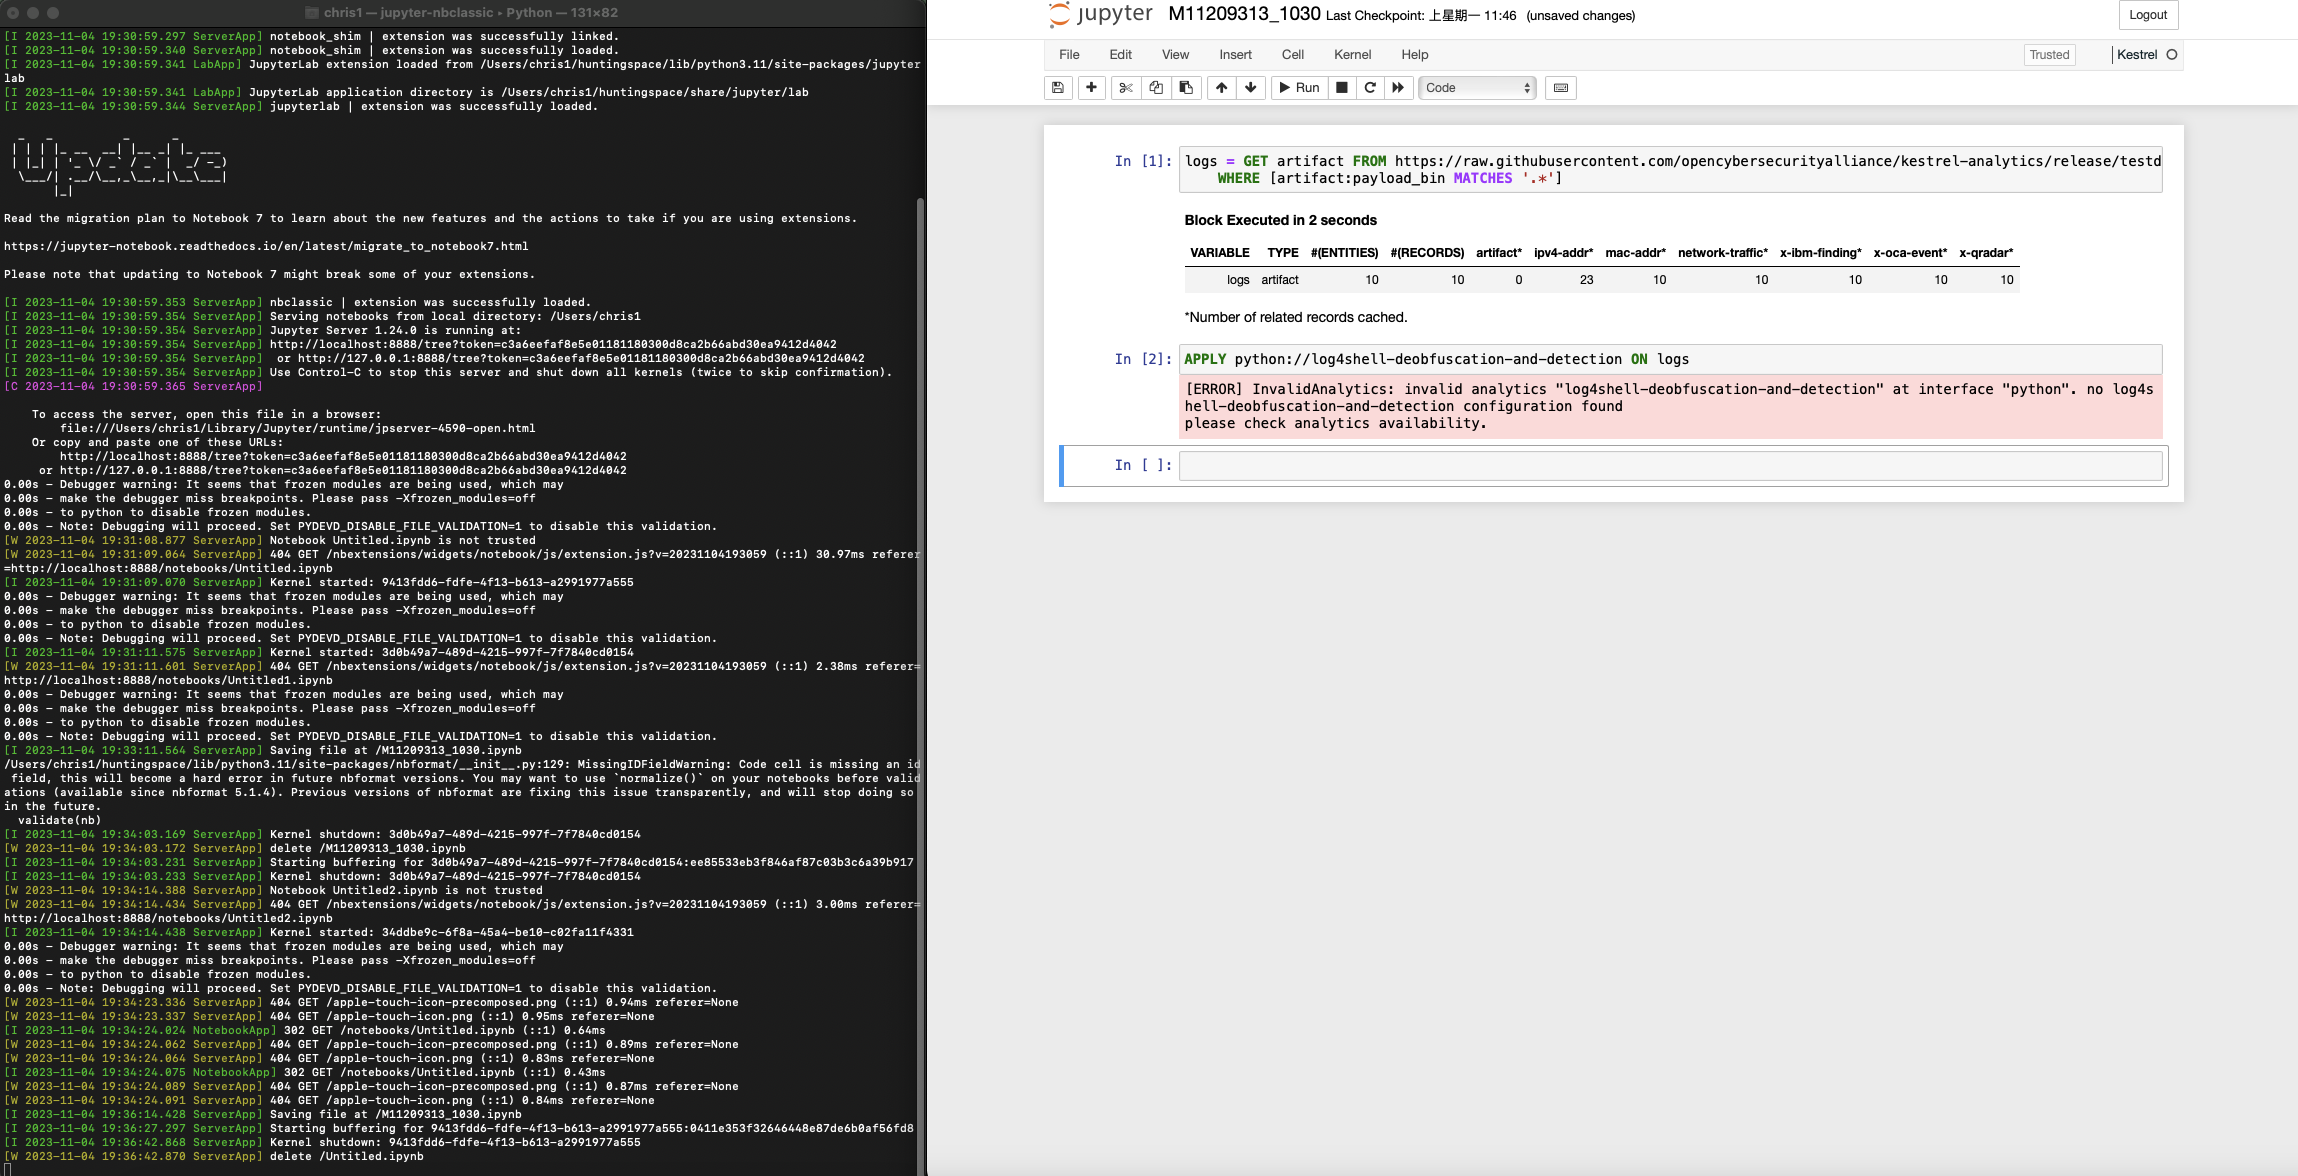 chris1 — jupyter-nbclassic • Python — 131×82
[I 2023-11-04 19:30:59.297 ServerApp] notebook_shim | extension was successfully linked.
[I 2023-11-04 19:30:59.340 ServerApp] notebook_shim | extension was successfully loaded.
[I 2023-11-04 19:30:59.341 LabApp] JupyterLab extension loaded from /Users/chris1/huntingspace/lib/python3.11/site-packages/jupyter
lab
[I 2023-11-04 19:30:59.341 LabApp] JupyterLab application directory is /Users/chris1/huntingspace/share/jupyter/lab
[I 2023-11-04 19:30:59.344 ServerApp] jupyterlab | extension was successfully loaded.
Update
Read the migration plan to Notebook 7 to learn about the new features and the actions to take if you are using extensions.
https://jupyter-notebook.readthedocs.io/en/latest/migrate_to_notebook7.html
Please note that updating to Notebook 7 might break some of your extensions.
[I 2023-11-04 19:30:59.353 ServerApp] nbclassic | extension was successfully loaded.
[I 2023-11-04 19:30:59.354 ServerApp] Serving notebooks from local directory: /Users/chris1
[I 2023-11-04 19:30:59.354 ServerApp] Jupyter Server 1.24.0 is running at:
[I 2023-11-04 19:30:59.354 ServerApp] http://localhost:8888/tree?token=c3a6eefaf8e5e01181180300d8ca2b66abd30ea9412d4042
[I 2023-11-04 19:30:59.354 ServerApp]  or http://127.0.0.1:8888/tree?token=c3a6eefaf8e5e01181180300d8ca2b66abd30ea9412d4042
[I 2023-11-04 19:30:59.354 ServerApp] Use Control-C to stop this server and shut down all kernels (twice to skip confirmation).
[C 2023-11-04 19:30:59.365 ServerApp]
To access the server, open this file in a browser:
file:///Users/chris1/Library/Jupyter/runtime/jpserver-4590-open.html
Or copy and paste one of these URLs:
http://localhost:8888/tree?token=c3a6eefaf8e5e01181180300d8ca2b66abd30ea9412d4042
or http://127.0.0.1:8888/tree?token=c3a6eefaf8e5e01181180300d8ca2b66abd30ea9412d4042
0.00s - Debugger warning: It seems that frozen modules are being used, which may
0.00s - make the debugger miss breakpoints. Please pass -Xfrozen_modules=off
0.00s - to python to disable frozen modules.
0.00s - Note: Debugging will proceed. Set PYDEVD_DISABLE_FILE_VALIDATION=1 to disable this validation.
[W 2023-11-04 19:31:08.877 ServerApp] Notebook Untitled.ipynb is not trusted
[W 2023-11-04 19:31:09.064 ServerApp] 404 GET /nbextensions/widgets/notebook/js/extension.js?v=20231104193059 (::1) 30.97ms referer
=http://localhost:8888/notebooks/Untitled.ipynb
[I 2023-11-04 19:31:09.070 ServerApp] Kernel started: 9413fdd6-fdfe-4f13-b613-a2991977a555
0.00s - Debugger warning: It seems that frozen modules are being used, which may
0.00s - make the debugger miss breakpoints. Please pass -Xfrozen_modules=off
0.00s - to python to disable frozen modules.
0.00s - Note: Debugging will proceed. Set PYDEVD_DISABLE_FILE_VALIDATION=1 to disable this validation.
[I 2023-11-04 19:31:11.575 ServerApp] Kernel started: 3d0b49a7-489d-4215-997f-7f7840cd0154
[W 2023-11-04 19:31:11.601 ServerApp] 404 GET /nbextensions/widgets/notebook/js/extension.js?v=20231104193059 (::1) 2.38ms referer=
http://localhost:8888/notebooks/Untitled1.ipynb
0.00s - Debugger warning: It seems that frozen modules are being used, which may
0.00s - make the debugger miss breakpoints. Please pass -Xfrozen_modules=off
0.00s - to python to disable frozen modules.
0.00s - Note: Debugging will proceed. Set PYDEVD_DISABLE_FILE_VALIDATION=1 to disable this validation.
[I 2023-11-04 19:33:11.564 ServerApp] Saving file at /M11209313_1030.ipynb
/Users/chris1/huntingspace/lib/python3.11/site-packages/nbformat/__init__.py:129: MissingIDFieldWarning: Code cell is missing an id
field, this will become a hard error in future nbformat versions. You may want to use `normalize()` on your notebooks before valid
ations (available since nbformat 5.1.4). Previous versions of nbformat are fixing this issue transparently, and will stop doing so
in the future.
validate(nb)
[I 2023-11-04 19:34:03.169 ServerApp] Kernel shutdown: 3d0b49a7-489d-4215-997f-7f7840cd0154
[W 2023-11-04 19:34:03.172 ServerApp] delete /M11209313_1030.ipynb
[I 2023-11-04 19:34:03.231 ServerApp] Starting buffering for 3d0b49a7-489d-4215-997f-7f7840cd0154:ee85533eb3f846af87c03b3c6a39b917
[I 2023-11-04 19:34:03.233 ServerApp] Kernel shutdown: 3d0b49a7-489d-4215-997f-7f7840cd0154
[W 2023-11-04 19:34:14.388 ServerApp] Notebook Untitled2.ipynb is not trusted
[W 2023-11-04 19:34:14.434 ServerApp] 404 GET /nbextensions/widgets/notebook/js/extension.js?v=20231104193059 (::1) 3.00ms referer=
http://localhost:8888/notebooks/Untitled2.ipynb
[I 2023-11-04 19:34:14.438 ServerApp] Kernel started: 34ddbe9c-6f8a-45a4-be10-c02fa11f4331
0.00s - Debugger warning: It seems that frozen modules are being used, which may
0.00s - make the debugger miss breakpoints. Please pass -Xfrozen_modules=off
0.00s - to python to disable frozen modules.
0.00s - Note: Debugging will proceed. Set PYDEVD_DISABLE_FILE_VALIDATION=1 to disable this validation.
[W 2023-11-04 19:34:23.336 ServerApp] 404 GET /apple-touch-icon-precomposed.png (::1) 0.94ms referer=None
[W 2023-11-04 19:34:23.337 ServerApp] 404 GET /apple-touch-icon.png (::1) 0.95ms referer=None
[I 2023-11-04 19:34:24.024 NotebookApp] 302 GET /notebooks/Untitled.ipynb (::1) 0.64ms
[W 2023-11-04 19:34:24.062 ServerApp] 404 GET /apple-touch-icon-precomposed.png (::1) 0.89ms referer=None
[W 2023-11-04 19:34:24.064 ServerApp] 404 GET /apple-touch-icon.png (::1) 0.83ms referer=None
[I 2023-11-04 19:34:24.075 NotebookApp] 302 GET /notebooks/Untitled.ipynb (::1) 0.43ms
[W 2023-11-04 19:34:24.089 ServerApp] 404 GET /apple-touch-icon-precomposed.png (::1) 0.87ms referer=None
[W 2023-11-04 19:34:24.091 ServerApp] 404 GET /apple-touch-icon.png (::1) 0.84ms referer=None
[I 2023-11-04 19:36:14.428 ServerApp] Saving file at /M11209313_1030.ipynb
[I 2023-11-04 19:36:27.297 ServerApp] Starting buffering for 9413fdd6-fdfe-4f13-b613-a2991977a555:0411e353f32646448e87de6b0af56fd8
[I 2023-11-04 19:36:42.868 ServerApp] Kernel shutdown: 9413fdd6-fdfe-4f13-b613-a2991977a555
[W 2023-11-04 19:36:42.870 ServerApp] delete /Untitled.ipynb
jupyter M11209313_1030 Last Checkpoint: 上星期一 11:46 (unsaved changes) Logout
File Edit View Insert Cell Kernel Help Trusted Kestrel
Run Code
In [1]: logs = GET artifact FROM https://raw.githubusercontent.com/opencybersecurityalliance/kestrel-analytics/release/testd
WHERE [artifact:payload_bin MATCHES '.*']
Block Executed in 2 seconds
VARIABLE TYPE #(ENTITIES) #(RECORDS) artifact* ipv4-addr* mac-addr* network-traffic* x-ibm-finding* x-oca-event* x-qradar*
logs artifact 10 10 0 23 10 10 10 10 10
*Number of related records cached.
In [2]: APPLY python://log4shell-deobfuscation-and-detection ON logs
[ERROR] InvalidAnalytics: invalid analytics "log4shell-deobfuscation-and-detection" at interface "python". no log4s
hell-deobfuscation-and-detection configuration found
please check analytics availability.
In [ ]: